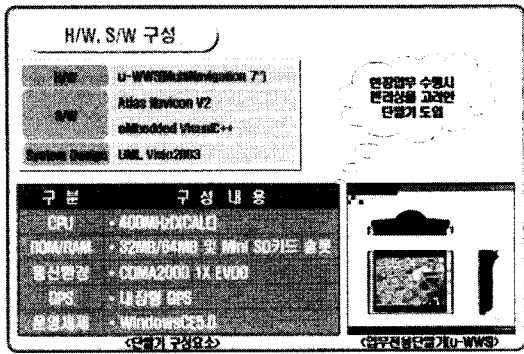 H/W, S/W 구성
H/W u-WWS(MultiNavigation 7")
S/W Atlas Navicon V2
eMbedded Visual C++
System Design UML Visio2003
현장업무 수행시
편리성을 고려한
단말기 도입
구 분 구 성 내 용
CPU • 400MHz(XCALE)
ROM/RAM • 32MB/64MB 및 Mini SD카드 슬롯
통신환경 • CDMA2000 1X EVDO
GPS • 내장형 GPS
운영체제 • WindowsCE5.0
<단말기 구성요소>
<업무전용단말기(u-WWS)>